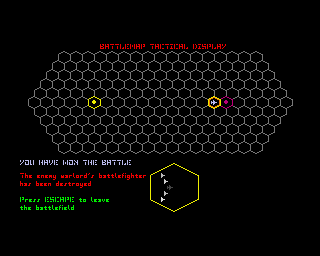 BATTLEMAP TACTICAL DISPLAY
YOU HAVE WON THE BATTLE
The enemy warlord's battlefighter
has been destroyed
Press ESCAPE to leave
the battlefield